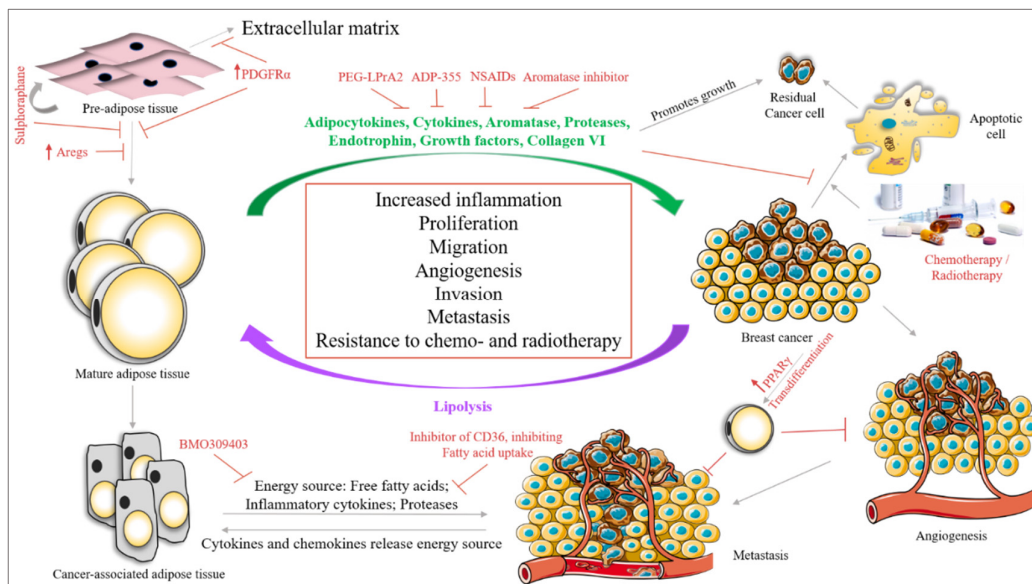 Extracellular matrix
PDGFRα
Pre-adipose tissue
Sulphoraphane
Aregs
PEG-LPrA2
ADP-355
NSAIDs
Aromatase inhibitor
Adipocytokines, Cytokines, Aromatase, Proteases,
Endotrophin, Growth factors, Collagen VI
Promotes growth
Residual
Cancer cell
Apoptotic
cell
Chemotherapy /
Radiotherapy
Increased inflammation
Proliferation
Migration
Angiogenesis
Invasion
Metastasis
Resistance to chemo- and radiotherapy
Mature adipose tissue
Breast cancer
PPARγ
Transdifferentiation
Lipolysis
BMO309403
Inhibitor of CD36, inhibiting
Fatty acid uptake
Energy source: Free fatty acids;
Inflammatory cytokines; Proteases
Cytokines and chemokines release energy source
Cancer-associated adipose tissue
Metastasis
Angiogenesis